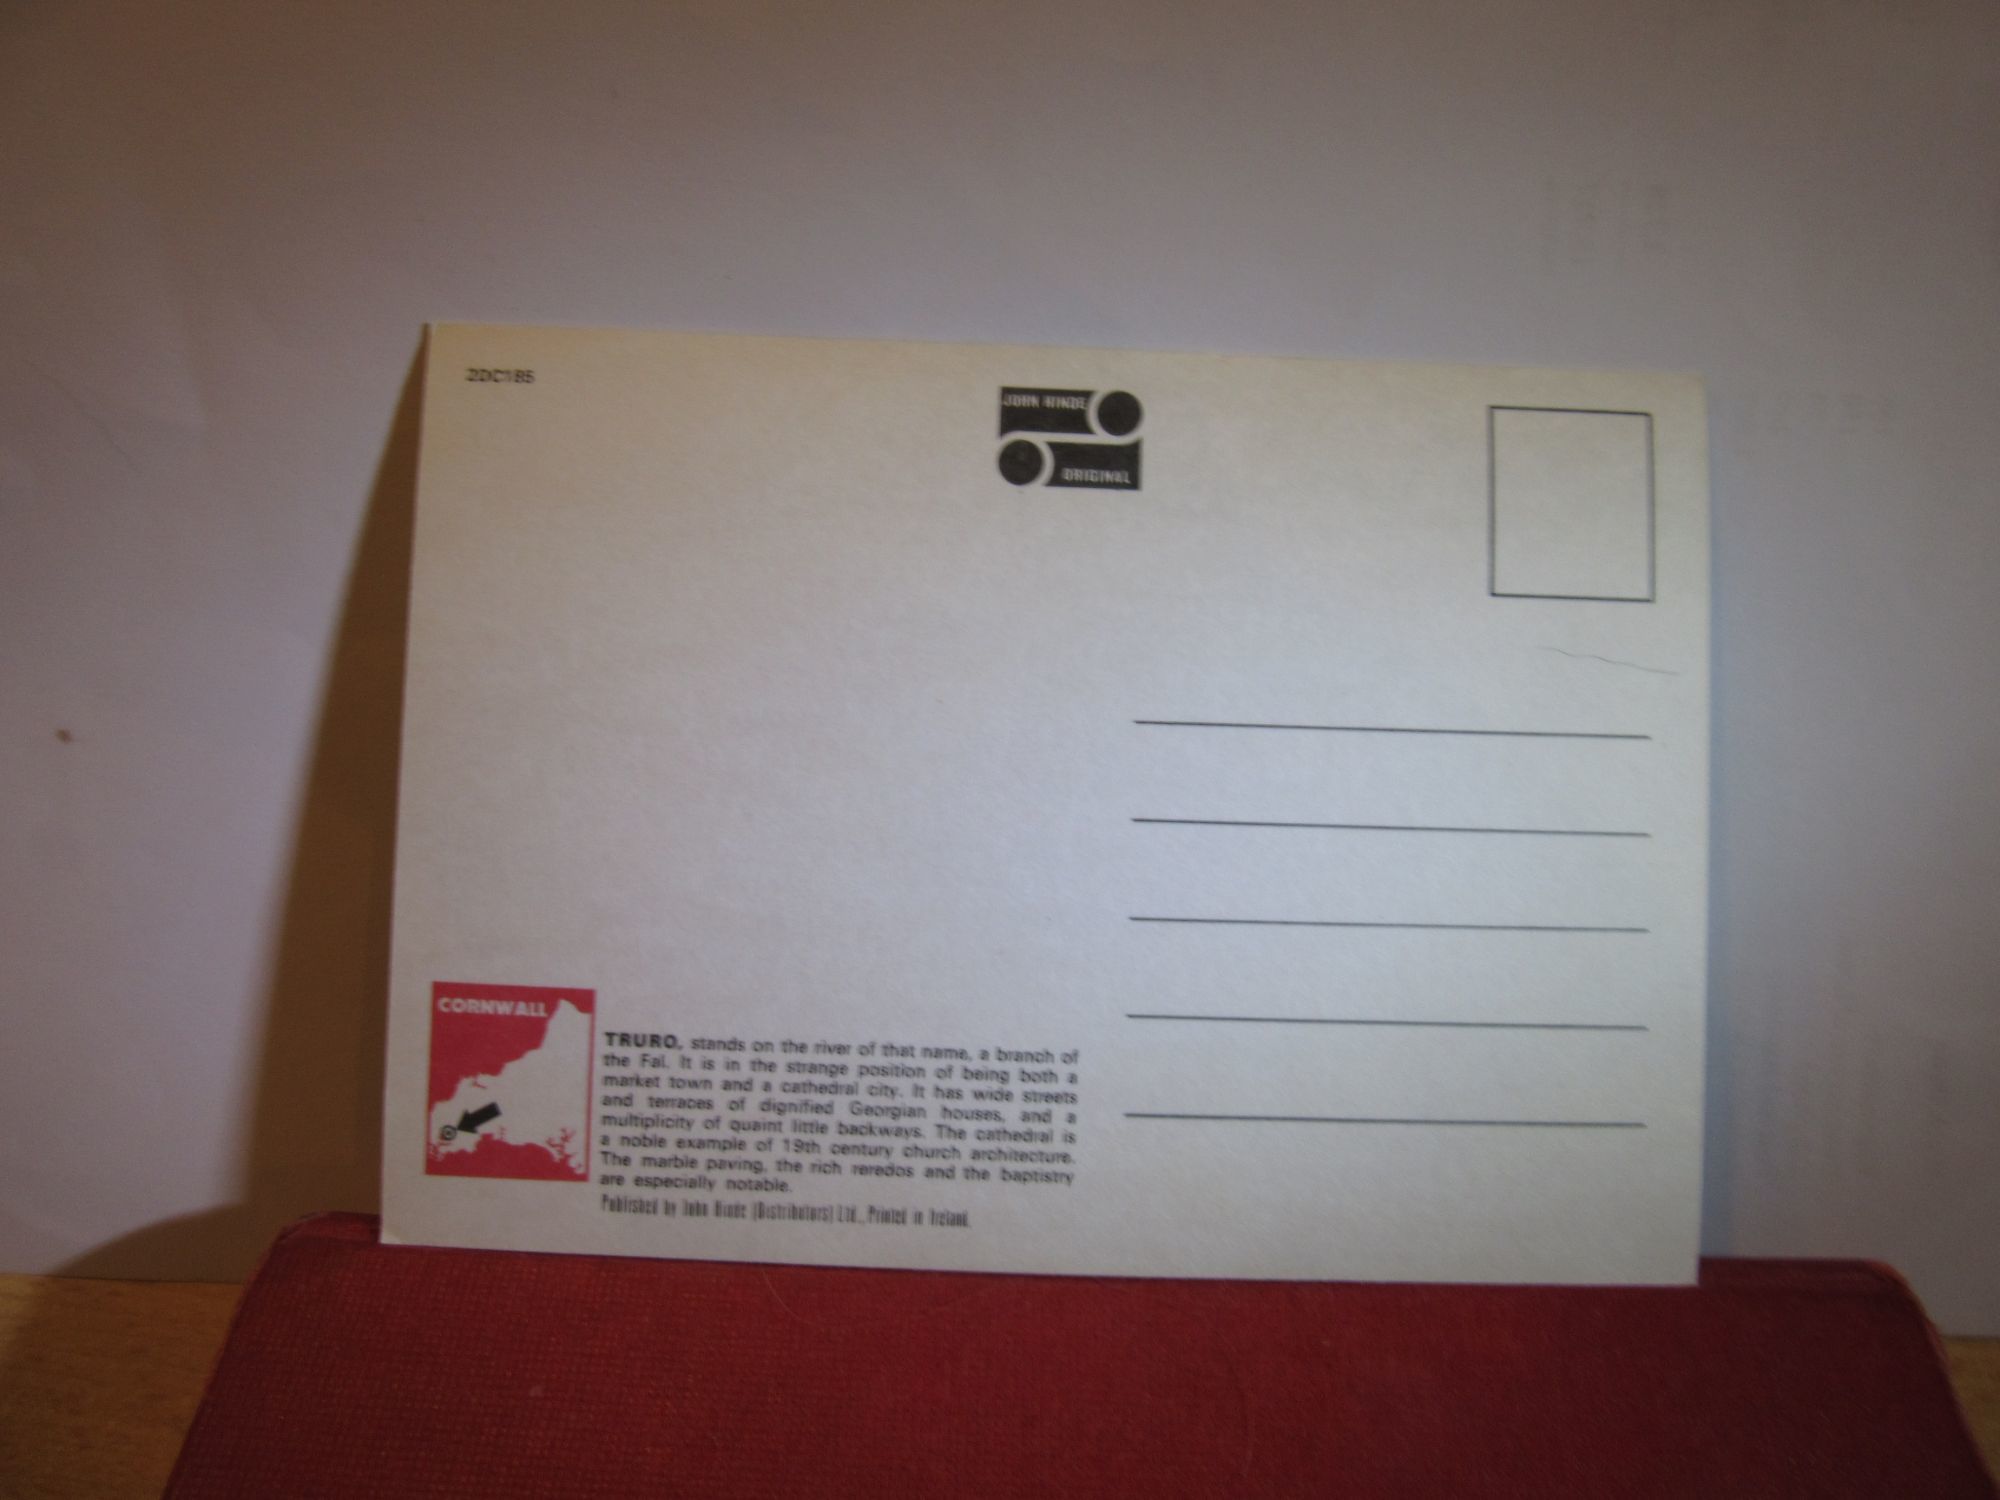 2DC185
JOHN HINDE
ORIGINAL
CORNWALL
TRURO, stands on the river of that name, a branch of
the Fal. It is in the strange position of being both a
market town and a cathedral city. It has wide streets
and terraces of dignified Georgian houses, and a
multiplicity of quaint little backways. The cathedral is
a noble example of 19th century church architecture.
The marble paving, the rich reredos and the baptistry
are especially notable.
Published by John Hinde (Distributors) Ltd., Printed in Ireland.